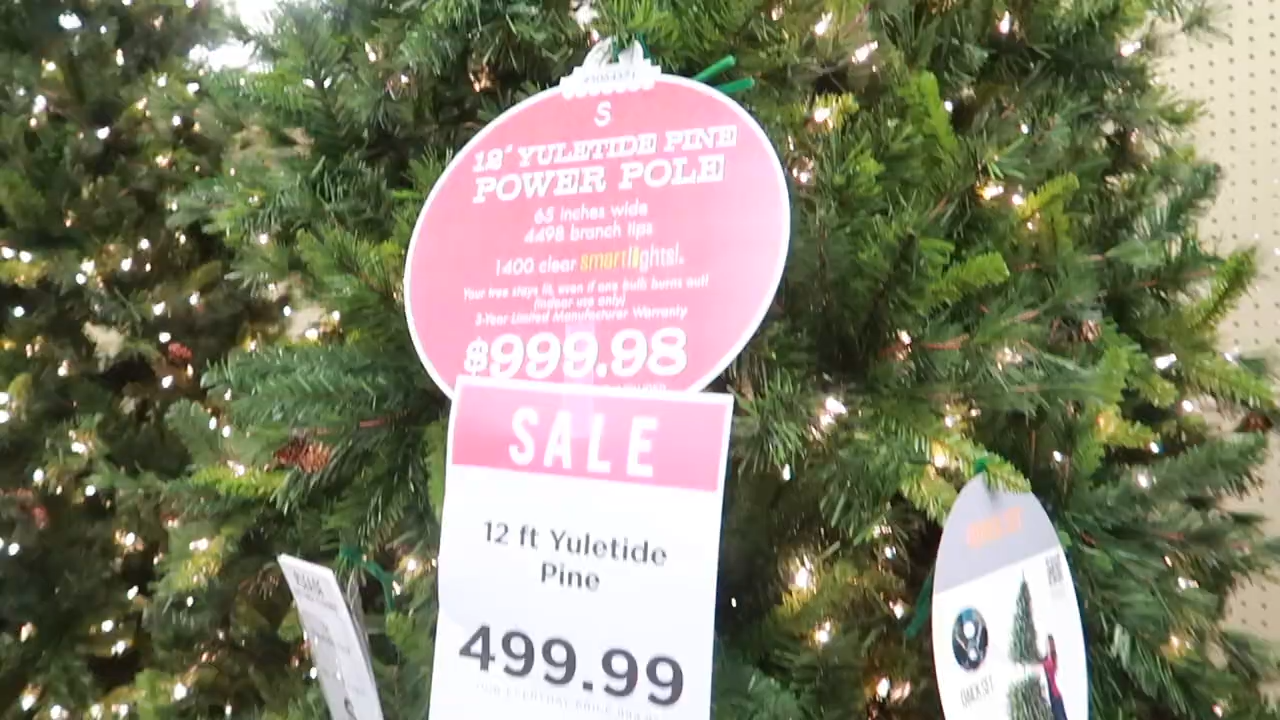 S
12' YULETIDE PINE
POWER POLE
65 inches wide
4498 branch tips
1400 clear smartlights!
Your tree stays lit, even if one bulb burns out!
(indoor use only)
3-Year Limited Manufacturer Warranty
$999.98
SALE
12 ft Yuletide
Pine
499.99
QUICK SET